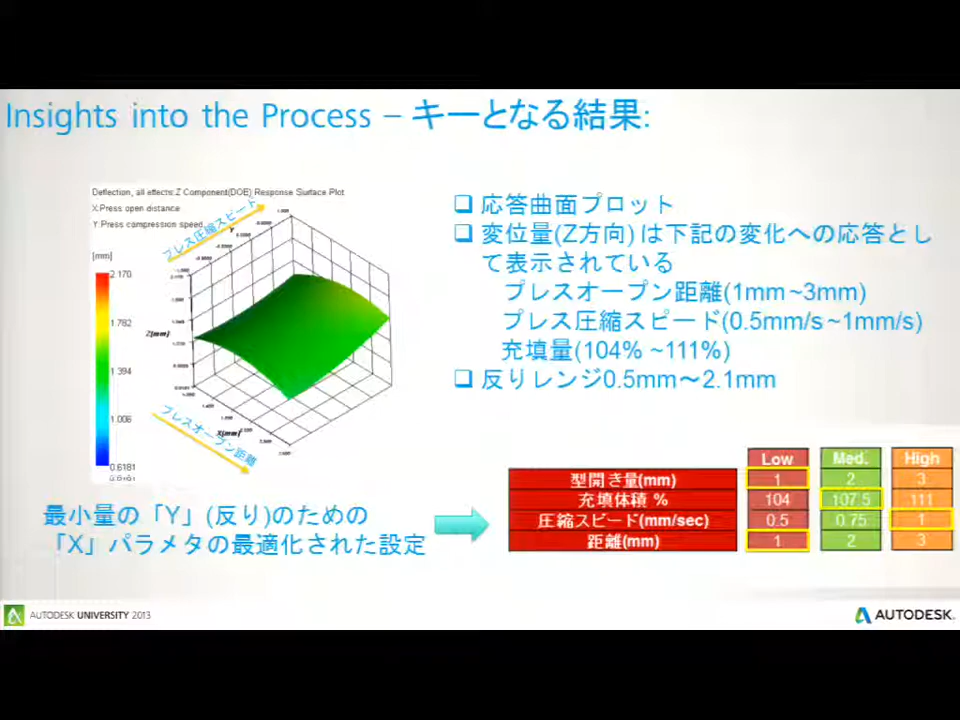 Insights into the Process – キーとなる結果:
Deflection, all effects:Z Component(DOE):Response Surface Plot
X:Press open distance
Y:Press compression speed
プレス圧縮スピード
Y
[mm]
2.170
1.782
1.394
1.006
0.6181
Z[mm]
X[mm]
プレスオープン距離
❑ 応答曲面プロット
❑ 変位量(Z方向) は下記の変化への応答とし
て表示されている
プレスオープン距離(1mm~3mm)
プレス圧縮スピード(0.5mm/s~1mm/s)
充填量(104% ~111%)
❑ 反りレンジ0.5mm～2.1mm
最小量の「Y」(反り)のための
「X」パラメタの最適化された設定
Low Med. High
型開き量(mm) 1 2 3
充填体積 % 104 107.5 111
圧縮スピード(mm/sec) 0.5 0.75 1
距離(mm) 1 2 3
AUTODESK UNIVERSITY 2013
AUTODESK.